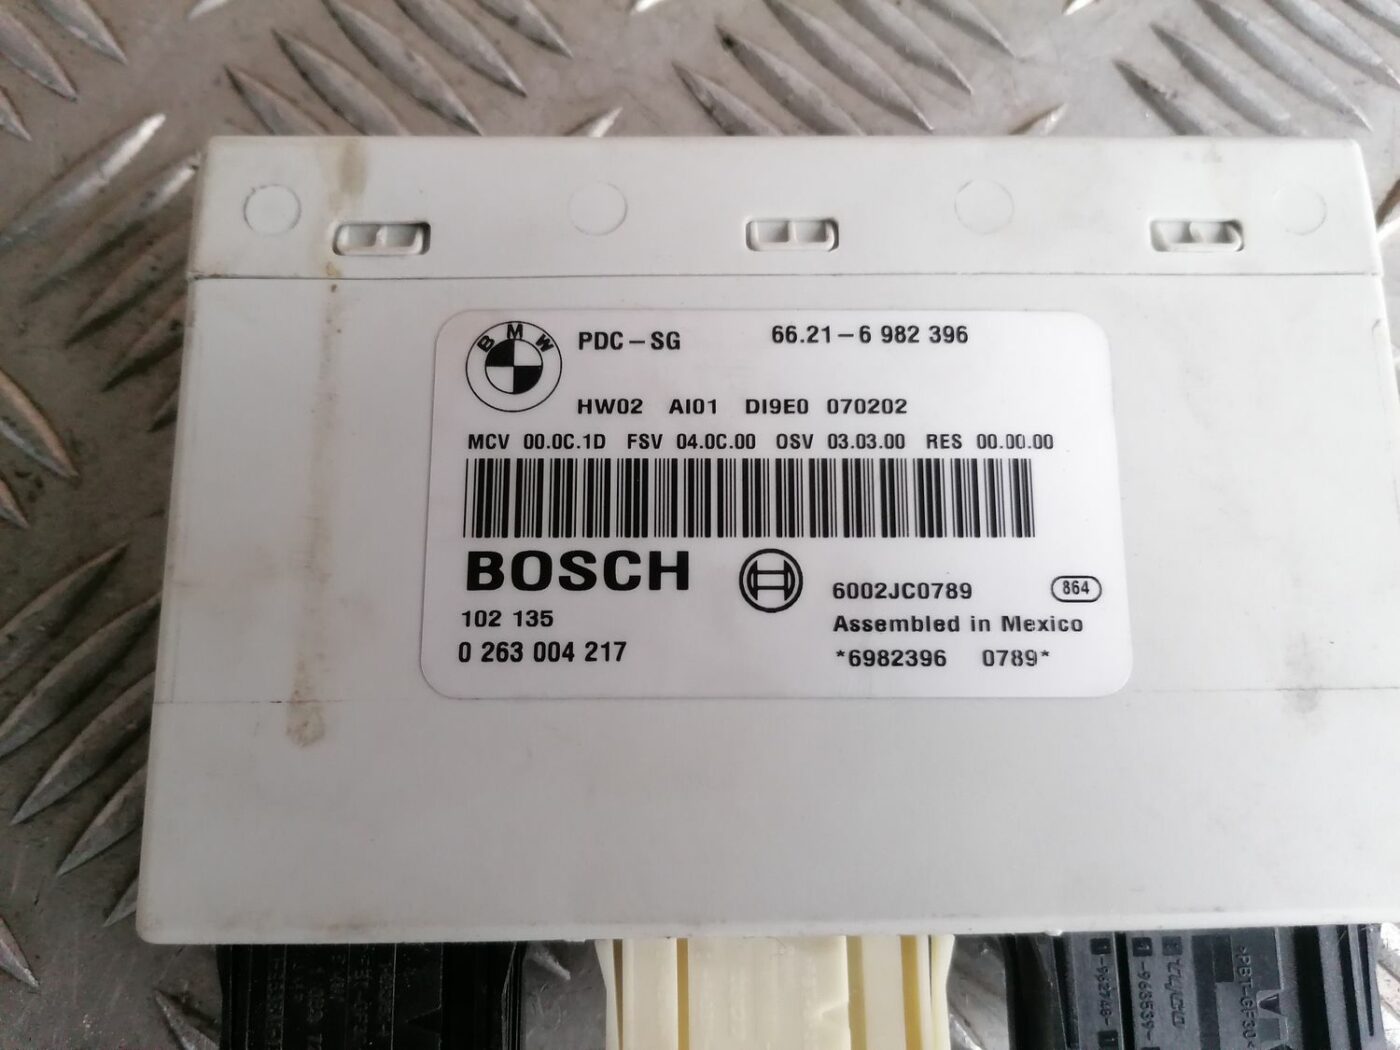 BMW
PDC-SG 66.21-6 982 396
HW02 AI01 DI9E0 070202
MCV 00.0C.1D FSV 04.0C.00 OSV 03.03.00 RES 00.00.00
BOSCH
6002JC0789 864
102 135 Assembled in Mexico
0 263 004 217 *6982396 0789*
>PBT-GF30<